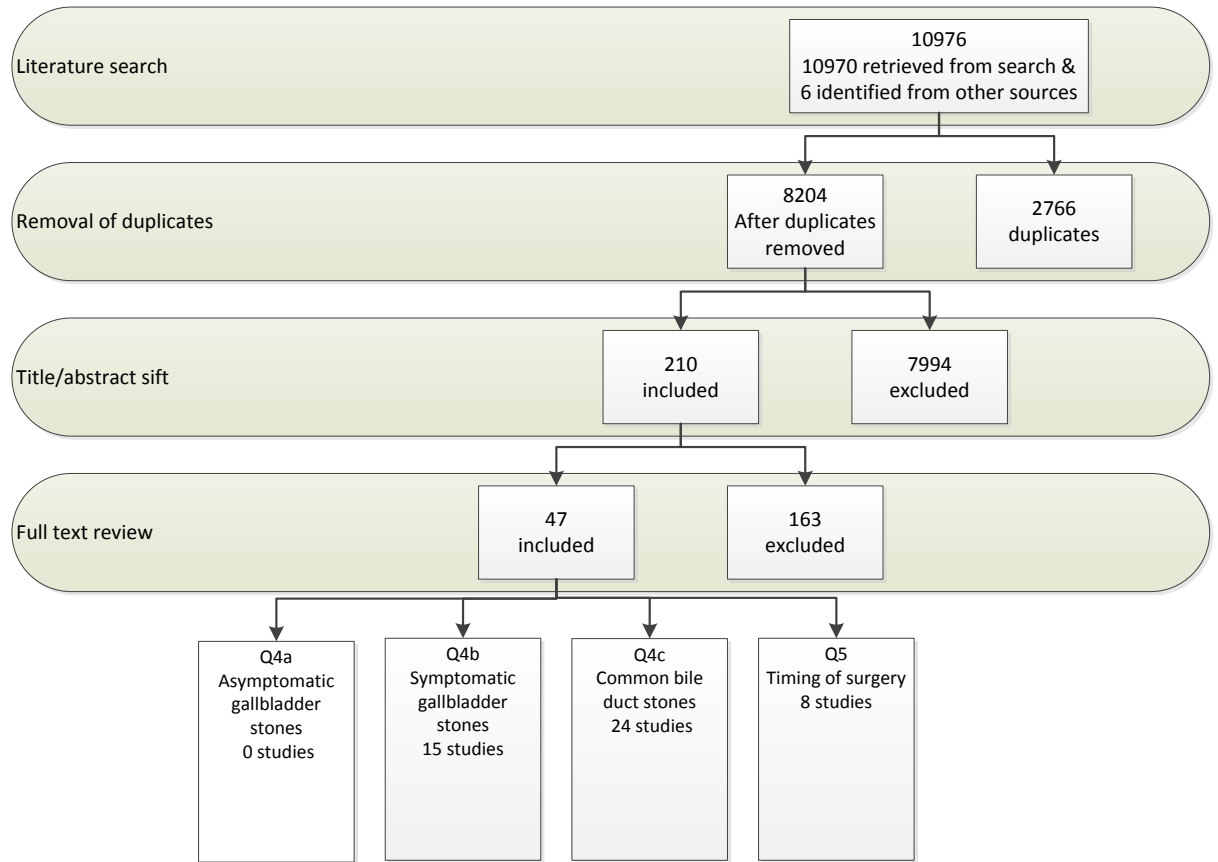 Literature search
10976
10970 retrieved from search &
6 identified from other sources
Removal of duplicates
8204
After duplicates
removed
2766
duplicates
Title/abstract sift
210
included
7994
excluded
Full text review
47
included
163
excluded
Q4a
Asymptomatic
gallbladder
stones
0 studies
Q4b
Symptomatic
gallbladder
stones
15 studies
Q4c
Common bile
duct stones
24 studies
Q5
Timing of surgery
8 studies